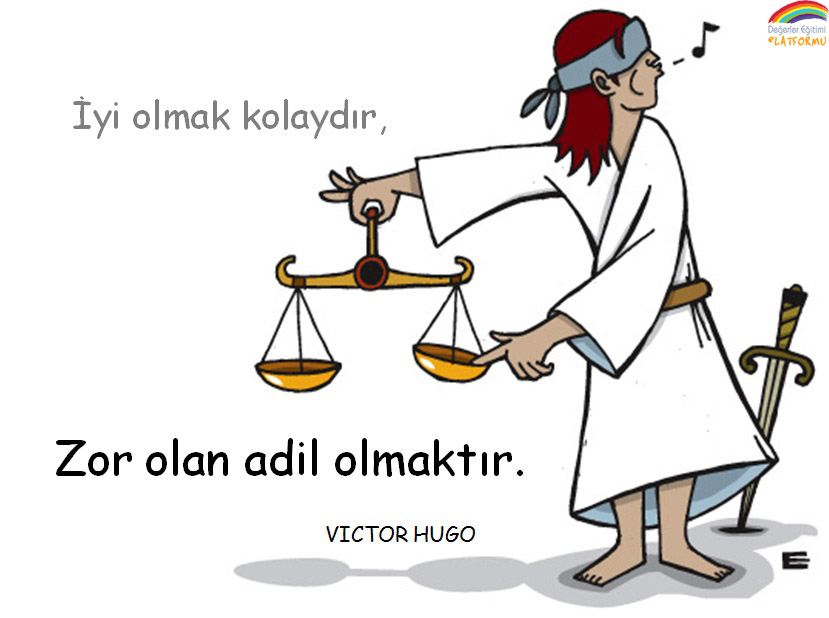 Değerler Eğitimi
PLATFORMU
İyi olmak kolaydır,
Zor olan adil olmaktır.
VICTOR HUGO
E